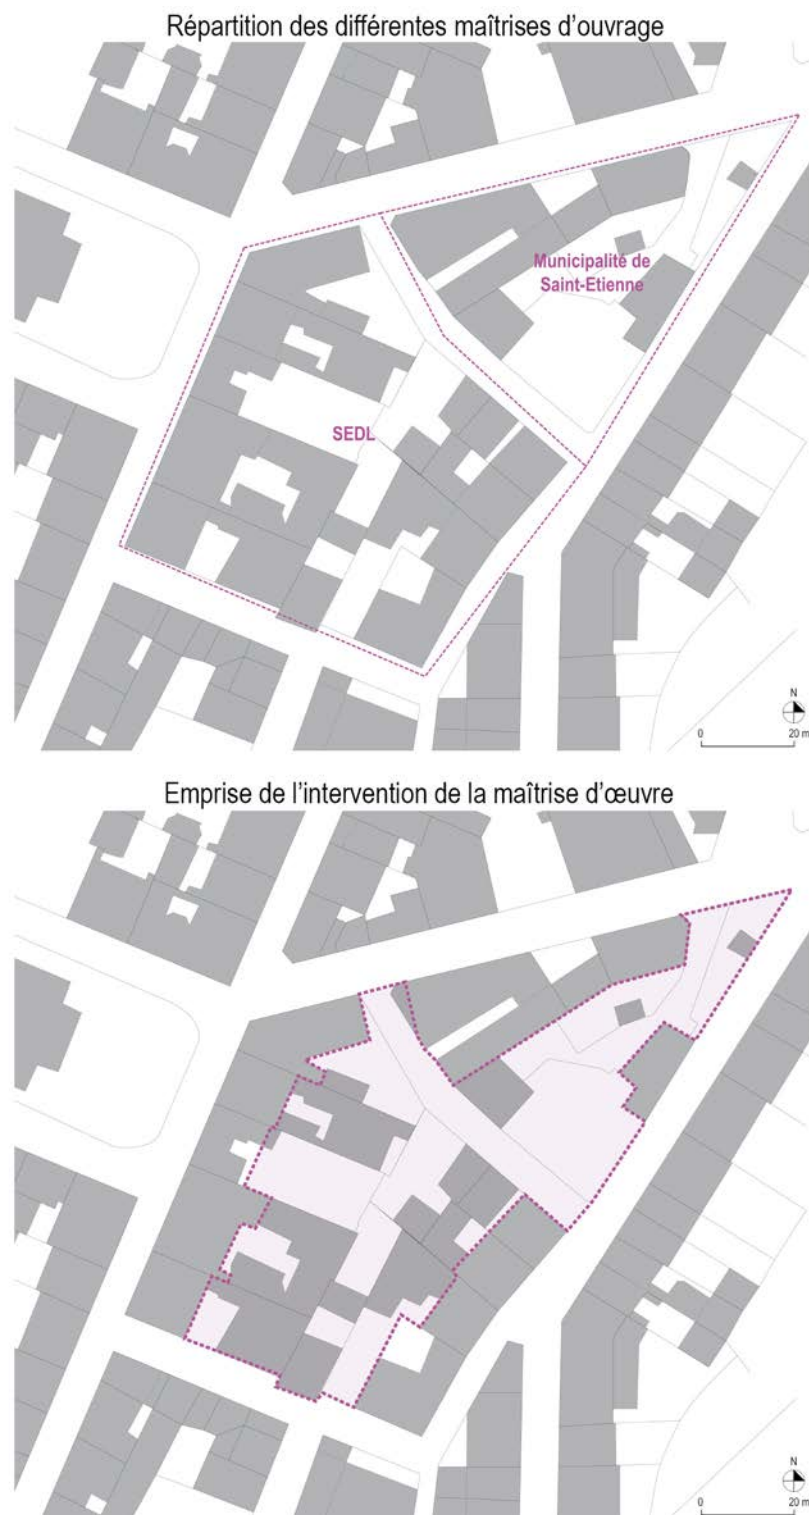 Répartition des différentes maîtrises d'ouvrage
Municipalité de
Saint-Etienne
SEDL
N
0 20 m
Emprise de l'intervention de la maîtrise d'œuvre
N
0 20 m